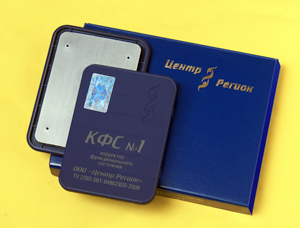 Центр
Регион
КФС №1
корректор
функционального
состояния
ООО "Центр Регион"